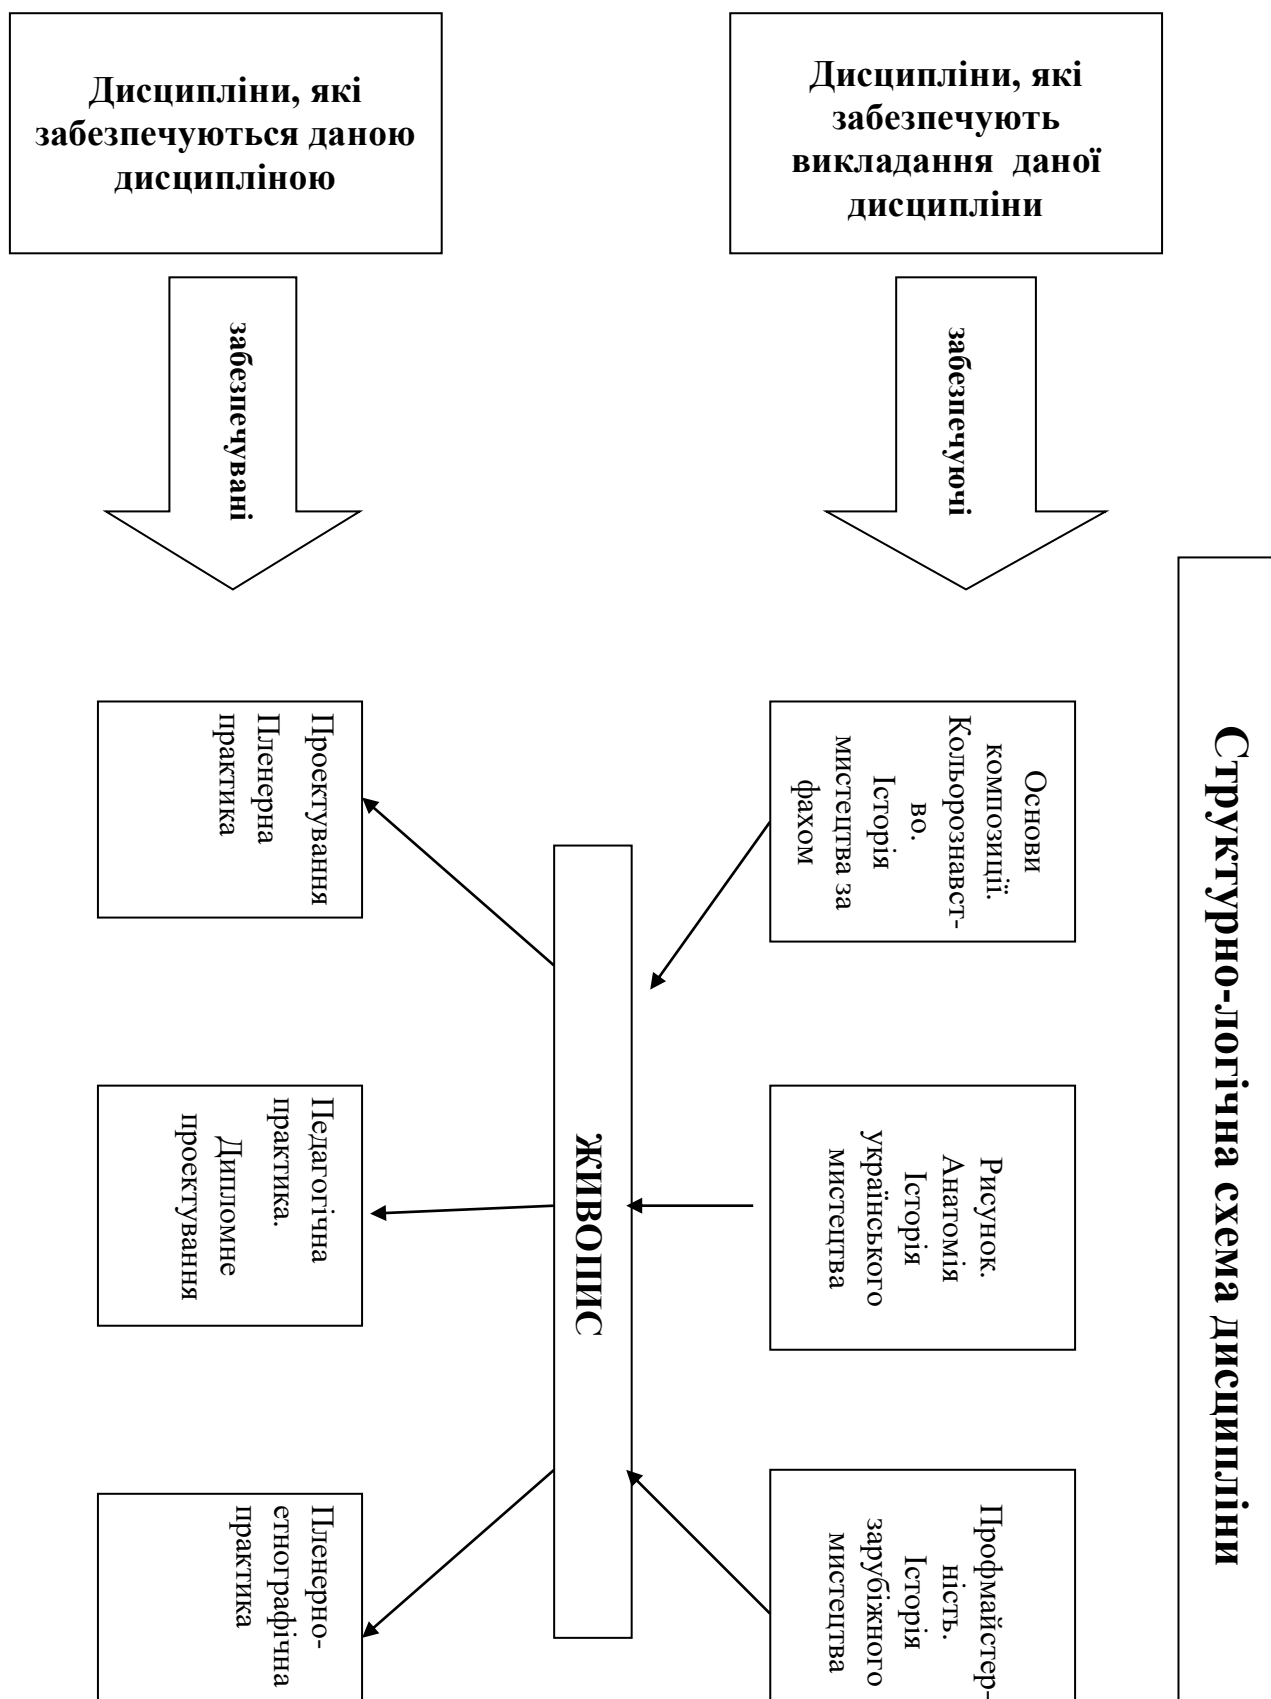 Структурно-логічна схема дисципліни
Дисципліни, які
забезпечують
викладання даної
дисципліни
забезпечуючі
Основи
композиції.
Кольорознавст-
во.
Історія
мистецтва за
фахом
Рисунок.
Анатомія
Історія
українського
мистецтва
Профмайстер-
ність.
Історія
зарубіжного
мистецтва
ЖИВОПИС
Дисципліни, які
забезпечуються даною
дисципліною
забезпечувані
Проектування
Пленерна
практика
Педагогічна
практика.
Дипломне
проектування
Пленерно-
етнографічна
практика